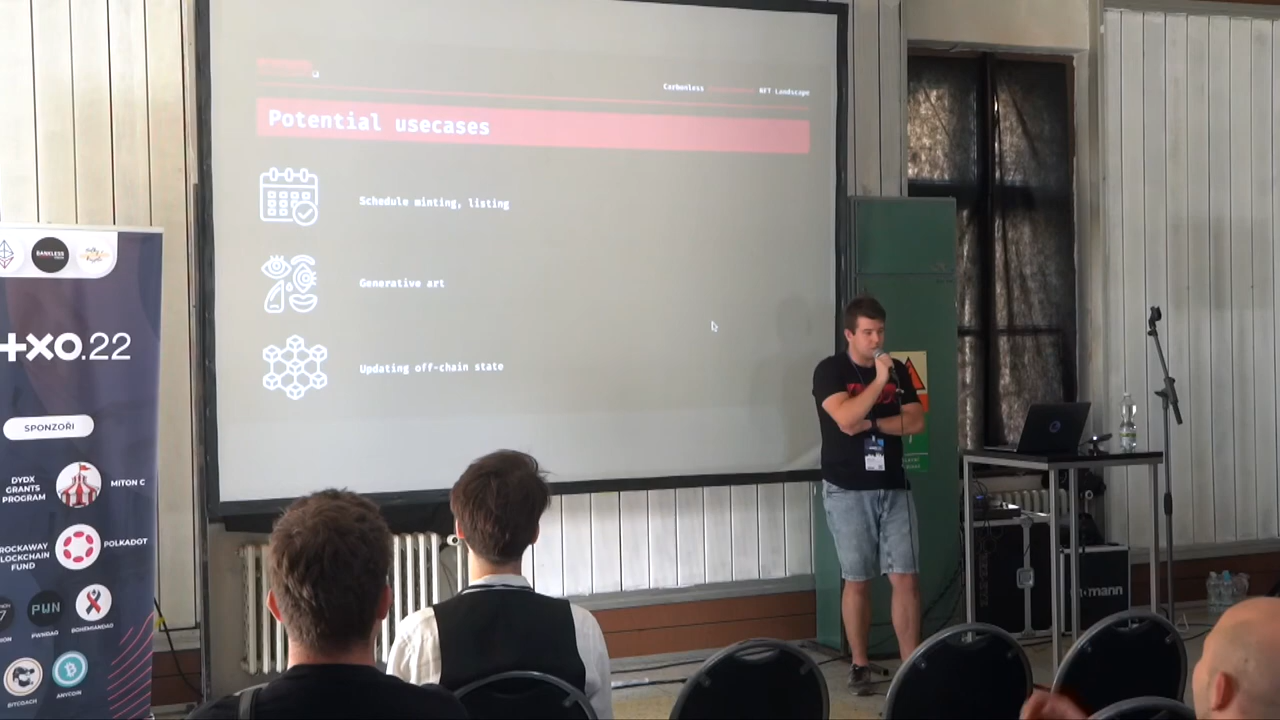 Carbonless
NFT Landscape
Potential usecases
Schedule minting, listing
Generative art
Updating off-chain state
BANKLESS
+XO.22
SPONZOŘI
DYDX
GRANTS
PROGRAM
MITON C
ROCKAWAY
BLOCKCHAIN
FUND
POLKADOT
PWN
PWNDAO
BOHEMIANDAO
BITCOACH
ANYCOIN